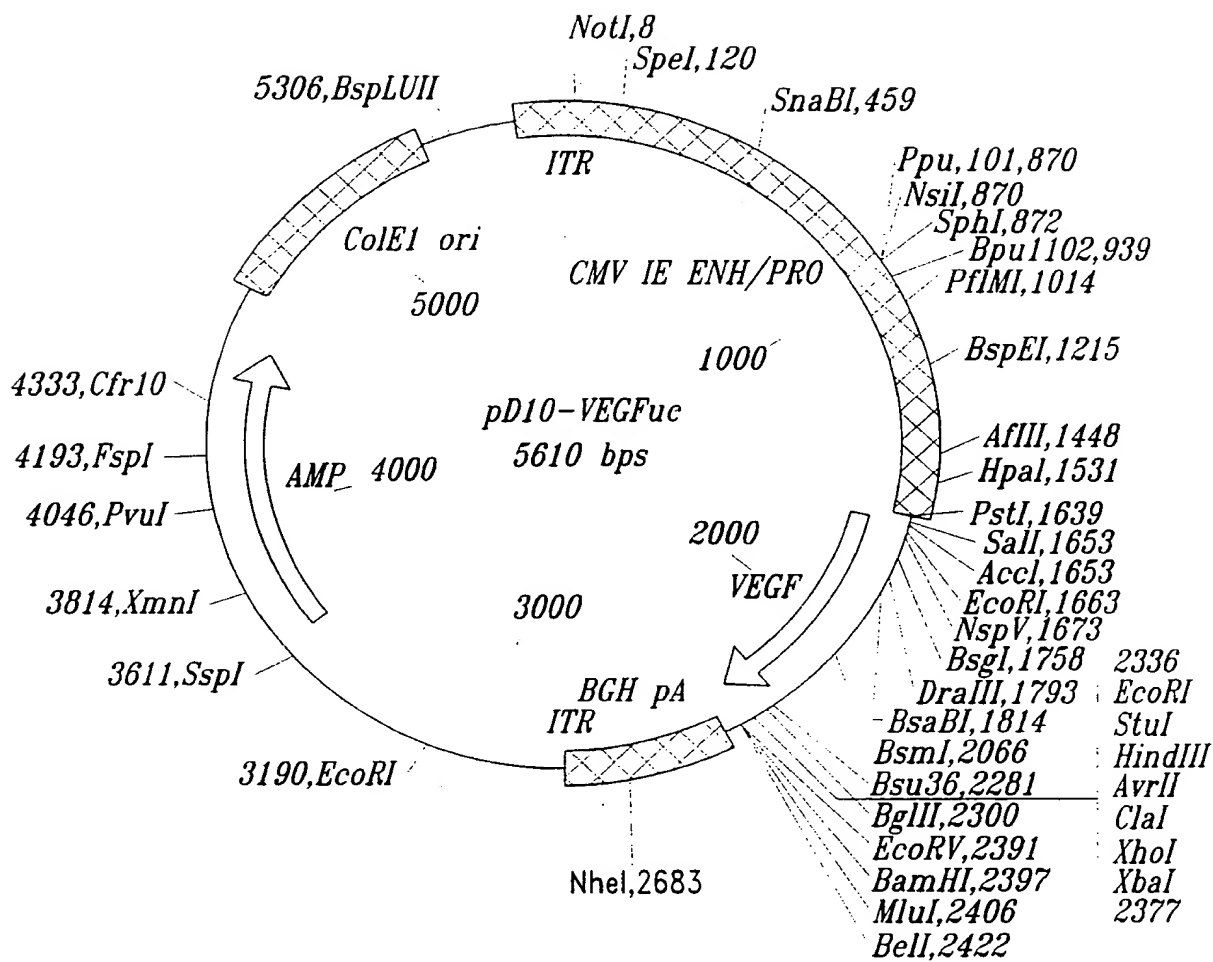 NotI,8
SpeI,120
5306,BspLUII
SnaBI,459
ITR
Ppu,101,870
NsiI,870
SphI,872
Bpu1102,939
PflMI,1014
ColE1 ori
CMV IE ENH/PRO
5000
1000
BspEI,1215
4333,Cfr10
pD10-VEGFuc
5610 bps
AflII,1448
HpaI,1531
4193,FspI
AMP
4000
4046,PvuI
PstI,1639
SalI,1653
AccI,1653
EcoRI,1663
NspV,1673
BsgI,1758
DraIII,1793
BsaBI,1814
BsmI,2066
Bsu36,2281
BglII,2300
EcoRV,2391
BamHI,2397
MluI,2406
BelI,2422
2336
EcoRI
StuI
HindIII
AvrII
ClaI
XhoI
XbaI
2377
2000
VEGF
3000
3814,XmnI
3611,SspI
BGH pA
ITR
3190,EcoRI
NheI,2683